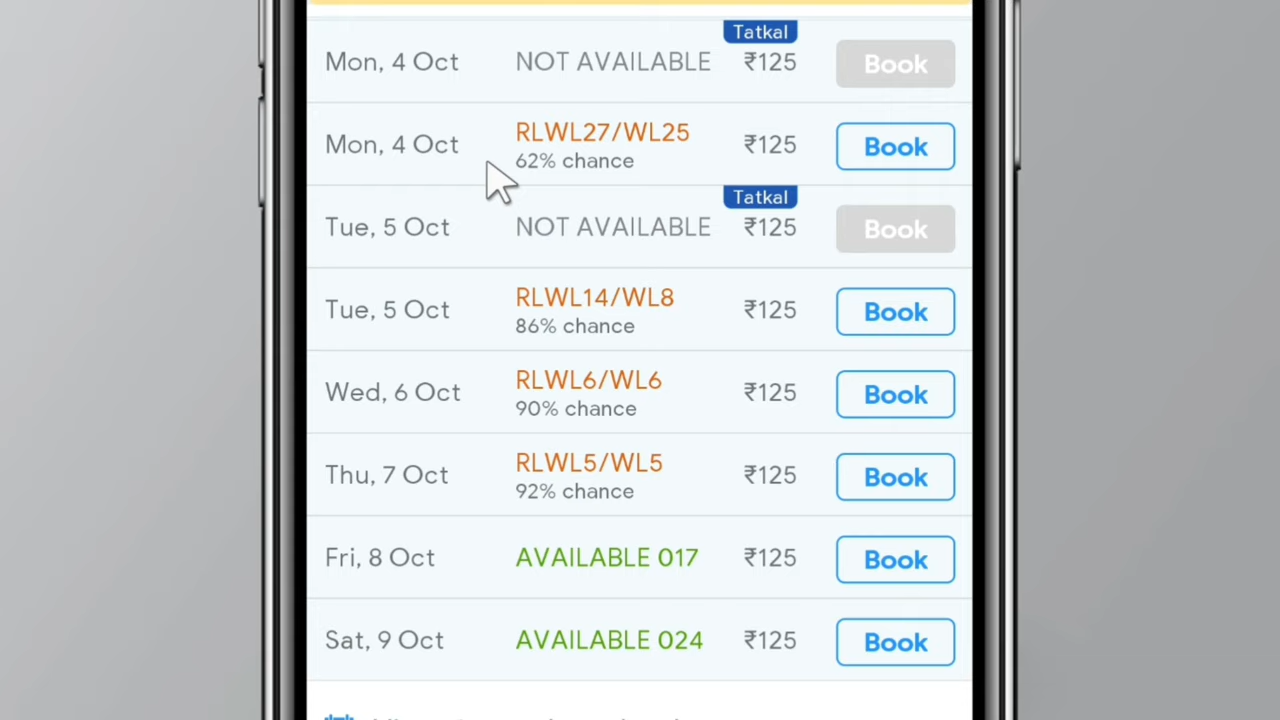 Tatkal
Mon, 4 Oct NOT AVAILABLE ₹125 Book
Mon, 4 Oct RLWL27/WL25 ₹125 Book
62% chance
Tatkal
Tue, 5 Oct NOT AVAILABLE ₹125 Book
Tue, 5 Oct RLWL14/WL8 ₹125 Book
86% chance
Wed, 6 Oct RLWL6/WL6 ₹125 Book
90% chance
Thu, 7 Oct RLWL5/WL5 ₹125 Book
92% chance
Fri, 8 Oct AVAILABLE 017 ₹125 Book
Sat, 9 Oct AVAILABLE 024 ₹125 Book